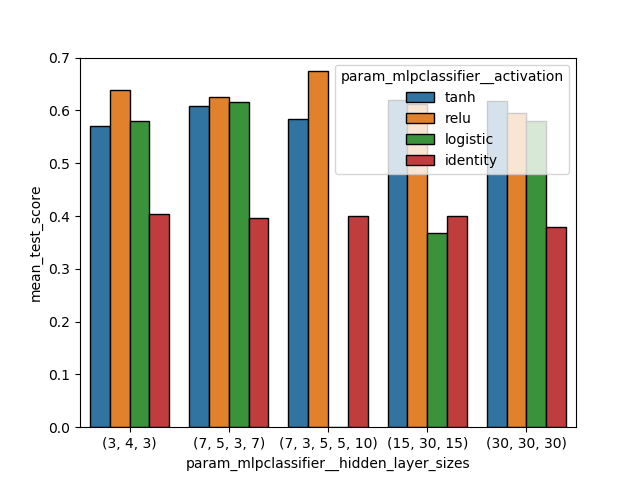 0.7
0.6
0.5
0.4
0.3
0.2
0.1
0.0
mean_test_score
param_mlpclassifier__activation
tanh
relu
logistic
identity
(3, 4, 3)
(7, 5, 3, 7)
(7, 3, 5, 5, 10)
(15, 30, 15)
(30, 30, 30)
param_mlpclassifier__hidden_layer_sizes